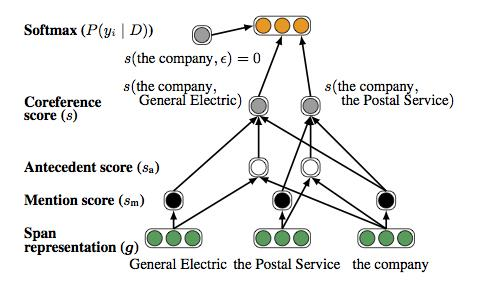 Softmax (P(y_i | D))
s(the company, ϵ) = 0
s(the company,
General Electric)
s(the company,
the Postal Service)
Coreference
score (s)
Antecedent score (s_a)
Mention score (s_m)
Span
representation (g)
General Electric the Postal Service the company